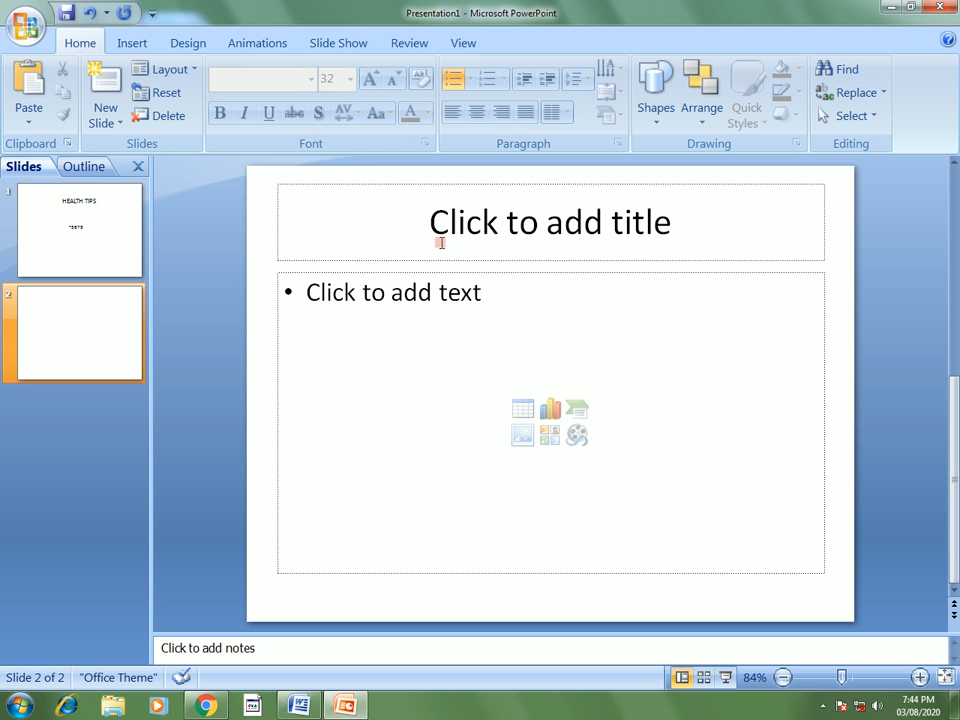 Presentation1 - Microsoft PowerPoint
Home Insert Design Animations Slide Show Review View
Paste
New Slide
Layout
Reset
Delete
32
B I U abc S AV Aa A
Shapes
Arrange
Quick Styles
Find
Replace
Select
Clipboard Slides Font Paragraph Drawing Editing
Slides Outline
1
HEALTH TIPS
2
Click to add title
• Click to add text
Click to add notes
Slide 2 of 2 "Office Theme" 84%
7:44 PM
03/08/2020